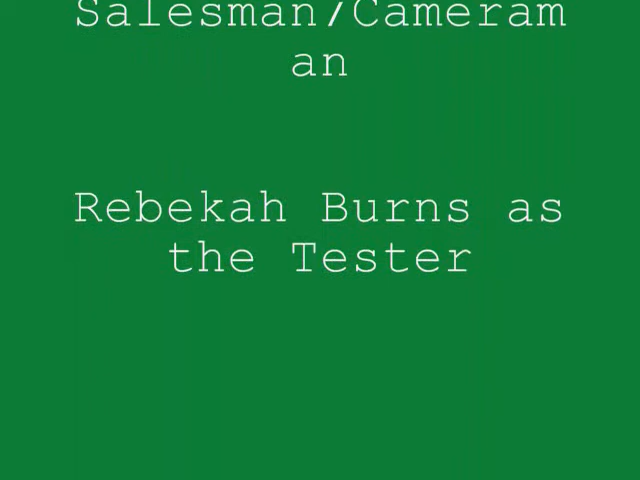 Salesman/Cameram
an
Rebekah Burns as
the Tester